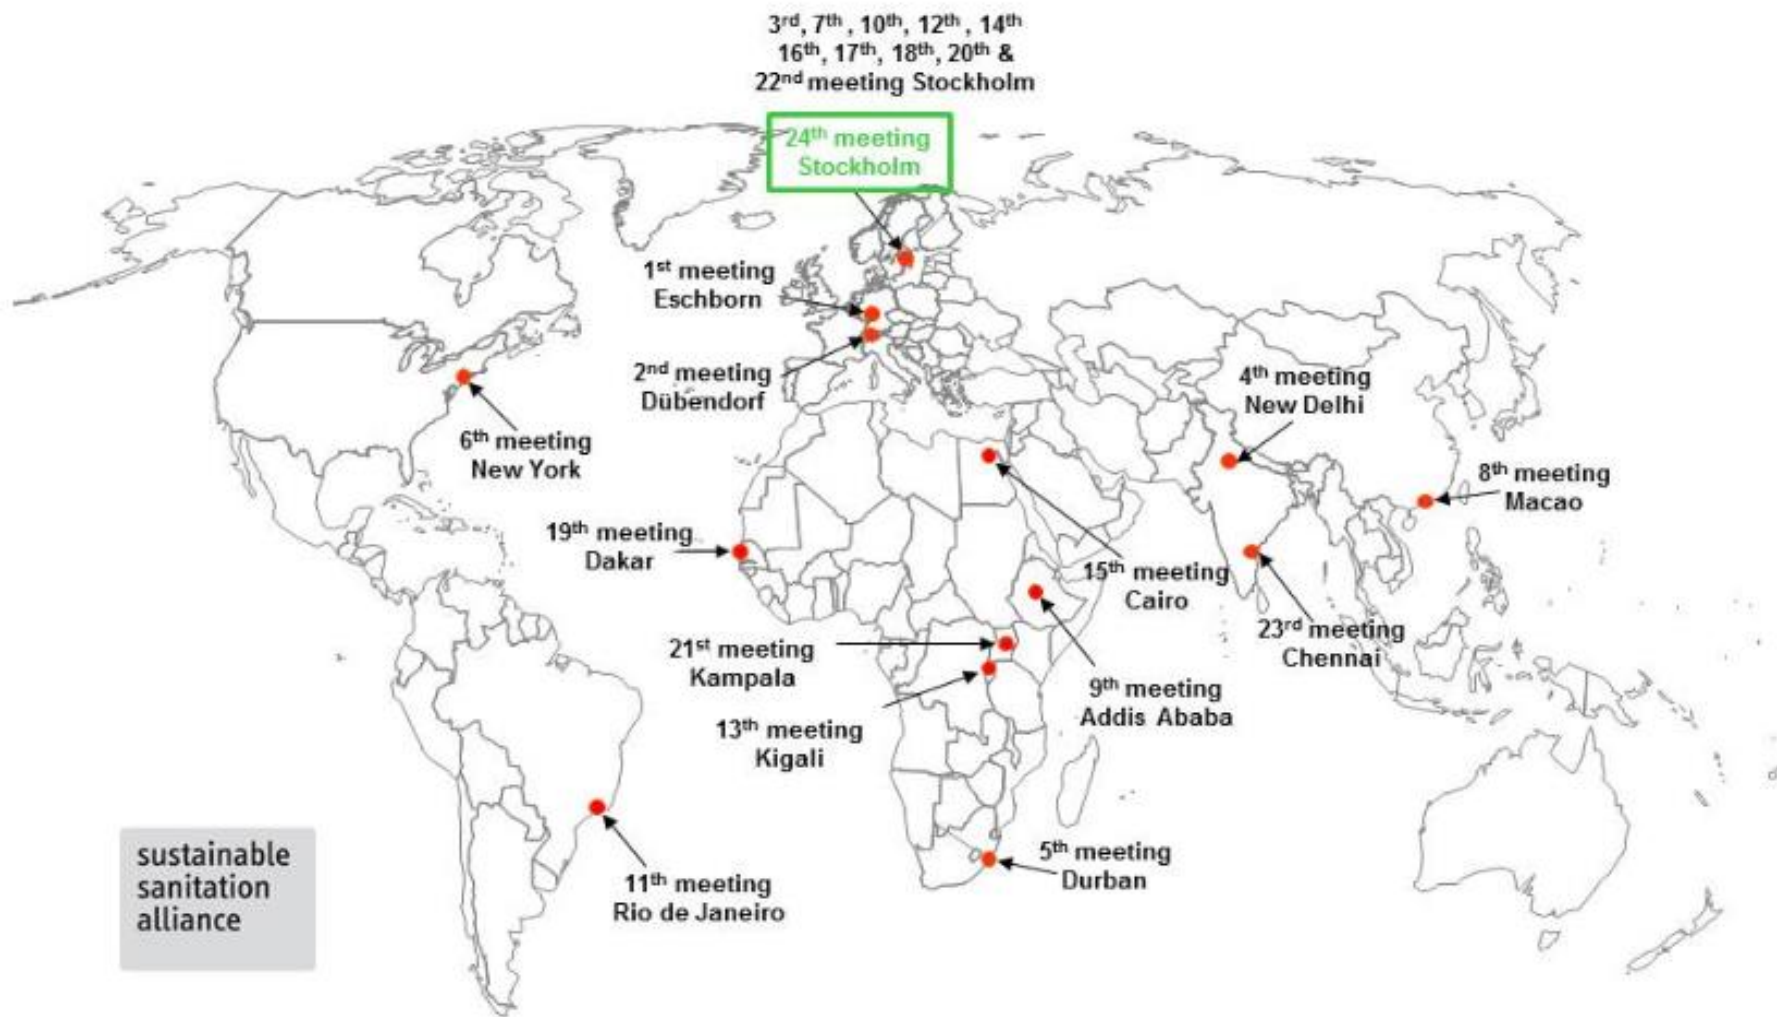 3rd, 7th, 10th, 12th, 14th
16th, 17th, 18th, 20th &
22nd meeting Stockholm
24th meeting
Stockholm
1st meeting
Eschborn
2nd meeting
Dübendorf
4th meeting
New Delhi
6th meeting
New York
8th meeting
Macao
19th meeting
Dakar
15th meeting
Cairo
23rd meeting
Chennai
21st meeting
Kampala
9th meeting
Addis Ababa
13th meeting
Kigali
5th meeting
Durban
11th meeting
Rio de Janeiro
sustainable
sanitation
alliance